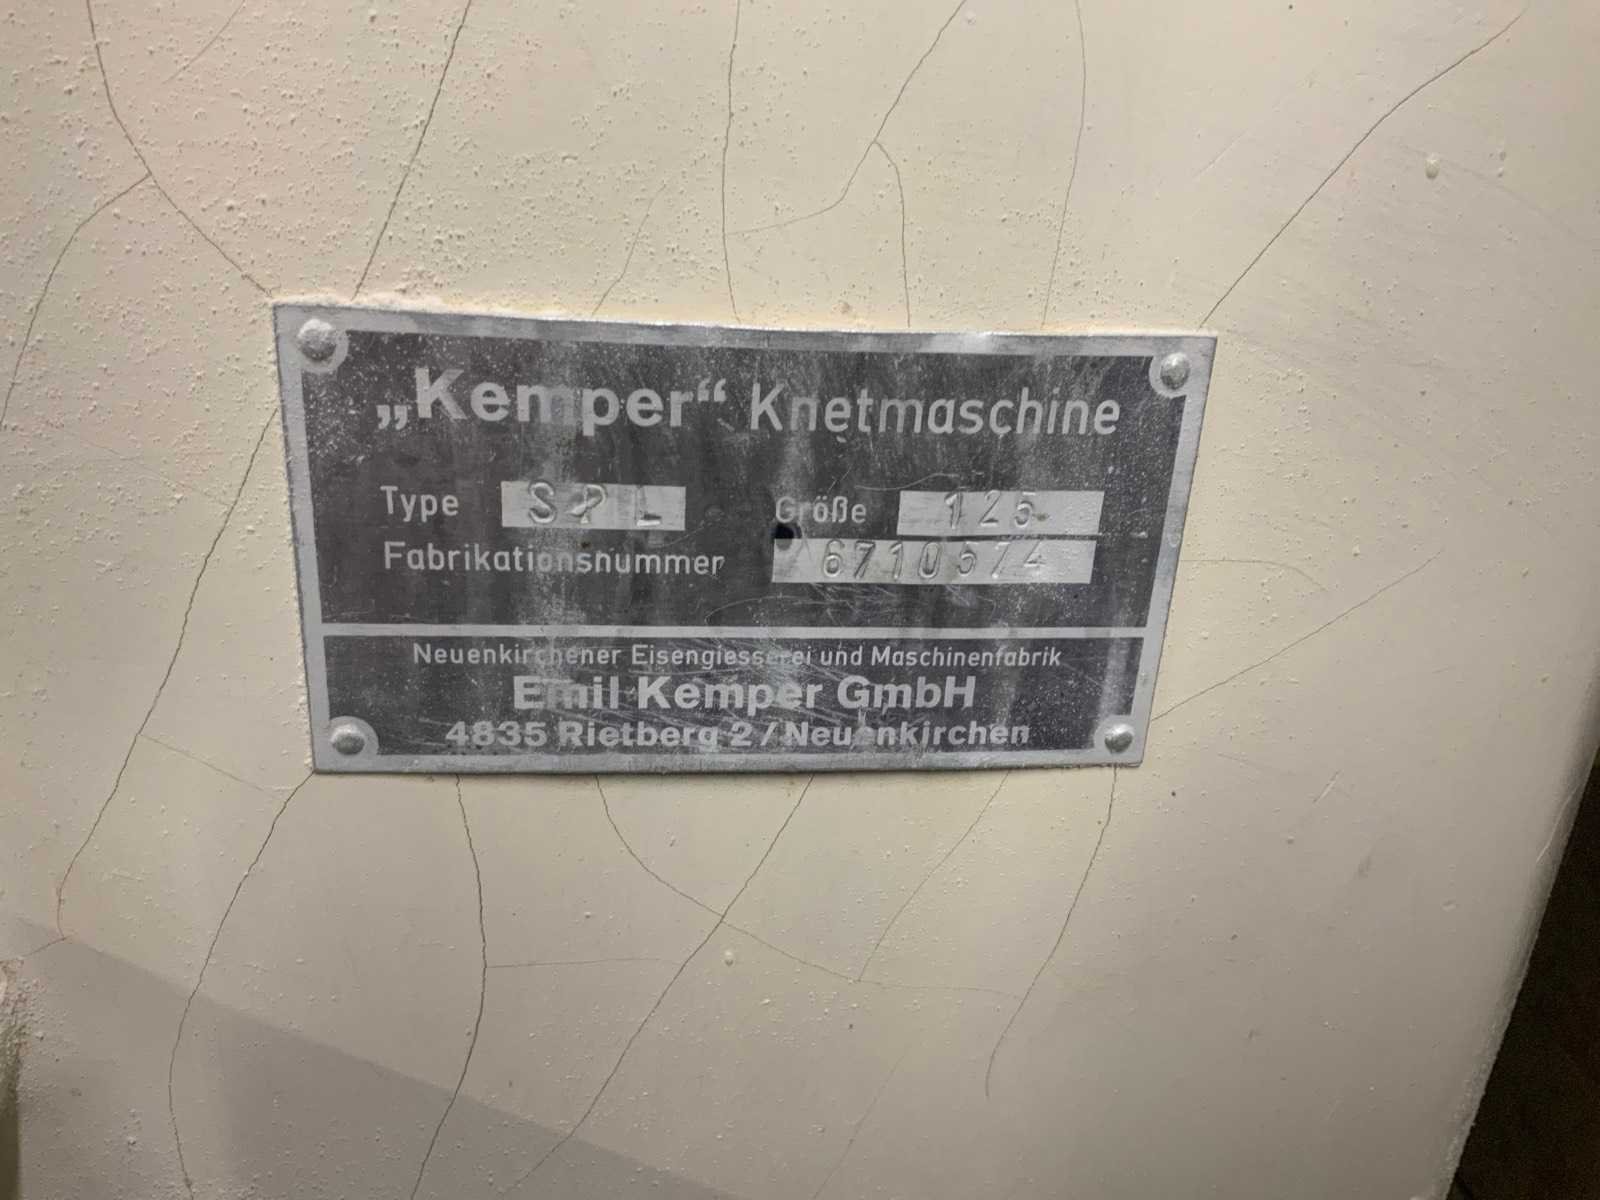 „Kemper“ Knetmaschine
Type SPL Größe 125
Fabrikationsnummer 6710574
Neuenkirchener Eisengiesserei und Maschinenfabrik
Emil Kemper GmbH
4835 Rietberg 2/Neuenkirchen